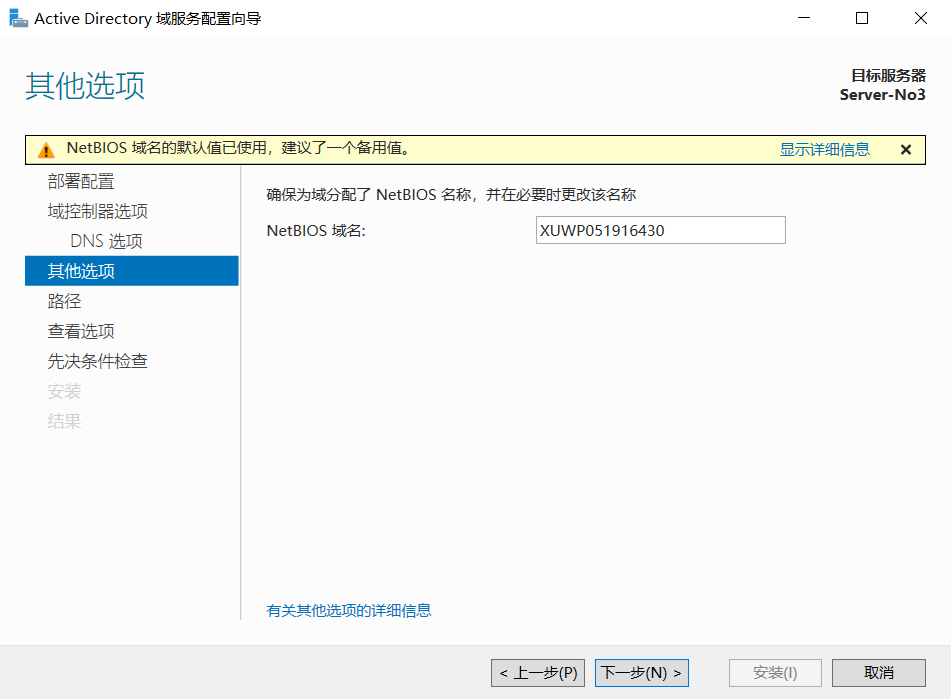 Active Directory 域服务配置向导
其他选项
目标服务器
Server-No3
NetBIOS 域名的默认值已使用，建议了一个备用值。 显示详细信息
部署配置
域控制器选项
DNS 选项
其他选项
路径
查看选项
先决条件检查
安装
结果
确保为域分配了 NetBIOS 名称，并在必要时更改该名称
NetBIOS 域名: XUWP051916430
有关其他选项的详细信息
< 上一步(P) 下一步(N) > 安装(I) 取消